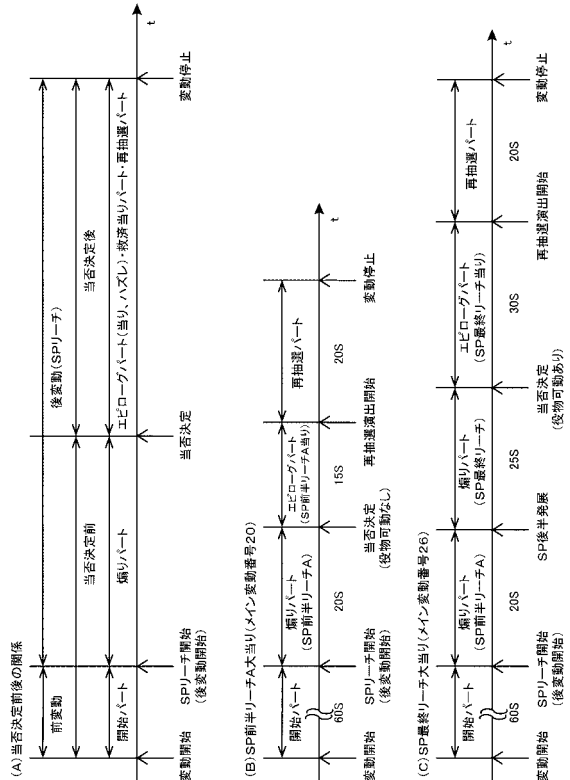 (A)当否決定前後の関係
前変動
後変動(SPリーチ)
当否決定前
当否決定後
開始パート
煽りパート
エピローグパート(当り、ハズレ)・救済当りパート・再抽選パート
t
変動開始
SPリーチ開始
(後変動開始)
当否決定
変動停止
(B)SP前半リーチA大当り(メイン変動番号20)
開始パート
煽りパート
(SP前半リーチA)
エピローグパート
(SP前半リーチA当り)
再抽選パート
t
60S
20S
15S
20S
変動開始
SPリーチ開始
(後変動開始)
当否決定
(役物可動なし)
再抽選演出開始
変動停止
(C)SP最終リーチ大当り(メイン変動番号26)
開始パート
煽りパート
(SP前半リーチA)
煽りパート
(SP最終リーチ)
エピローグパート
(SP最終リーチ当り)
再抽選パート
t
60S
20S
25S
30S
20S
変動開始
SPリーチ開始
(後変動開始)
SP後半発展
当否決定
(役物可動あり)
再抽選演出開始
変動停止